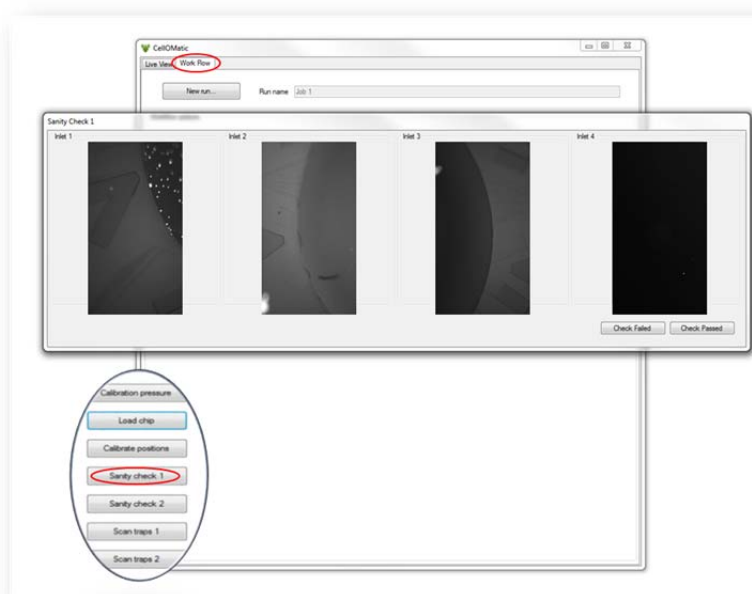 CellOMatic
Live View Work Flow
New run... Run name Job 1
Sanity Check 1
Inlet 1 Inlet 2 Inlet 3 Inlet 4
Check Failed Check Passed
Calibration pressure
Load chip
Calibrate positions
Sanity check 1
Sanity check 2
Scan traps 1
Scan traps 2